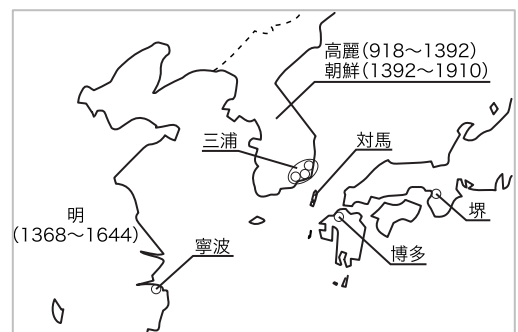 高麗(918〜1392)
朝鮮(1392〜1910)
三浦
対馬
明
(1368〜1644)
寧波
堺
博多